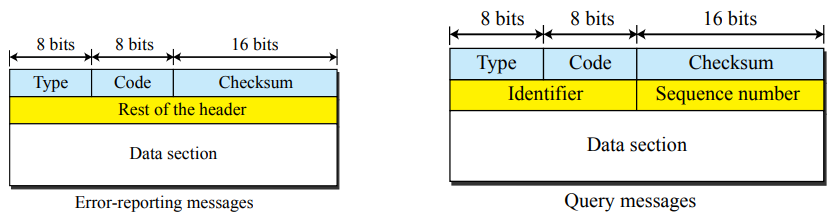 8 bits 8 bits 16 bits
Type Code Checksum
Rest of the header
Data section
Error-reporting messages
8 bits 8 bits 16 bits
Type Code Checksum
Identifier Sequence number
Data section
Query messages